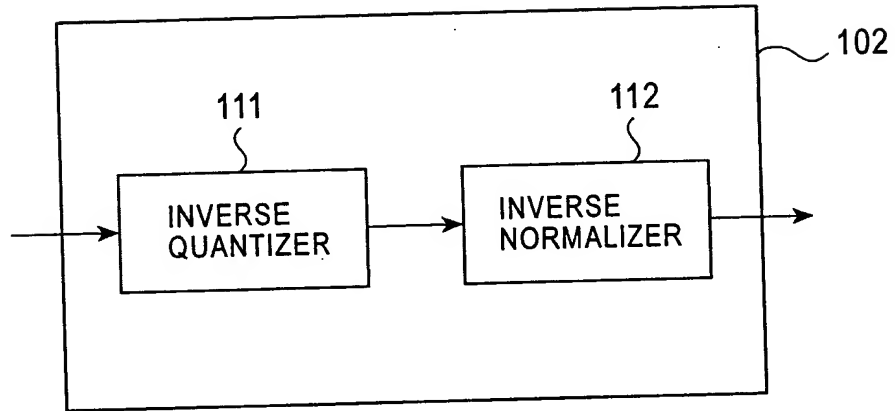 102
111
112
INVERSE
QUANTIZER
INVERSE
NORMALIZER